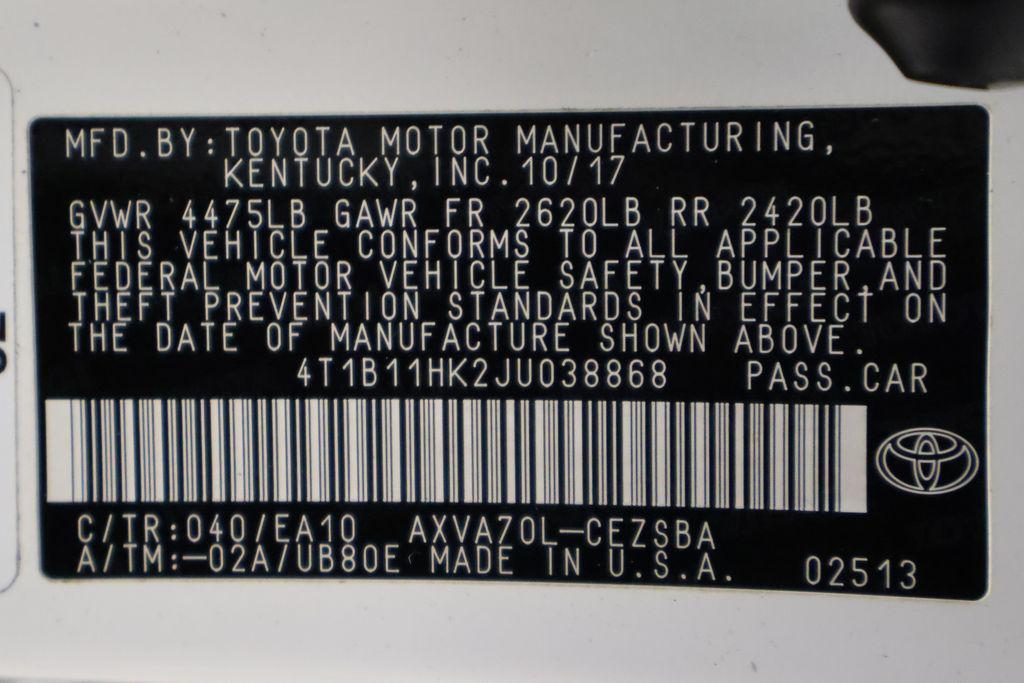 MFD.BY:TOYOTA MOTOR MANUFACTURING,
KENTUCKY,INC.10/17
GVWR 4475LB GAWR FR 2620LB RR 2420LB
THIS VEHICLE CONFORMS TO ALL APPLICABLE
FEDERAL MOTOR VEHICLE SAFETY,BUMPER,AND
THEFT PREVENTION STANDARDS IN EFFECT ON
THE DATE OF MANUFACTURE SHOWN ABOVE.
4T1B11HK2JU038868 PASS.CAR
C/TR:040/EA10 AXVA70L-CEZSBA
A/TM:-02A/UB80E MADE IN U.S.A. 02513